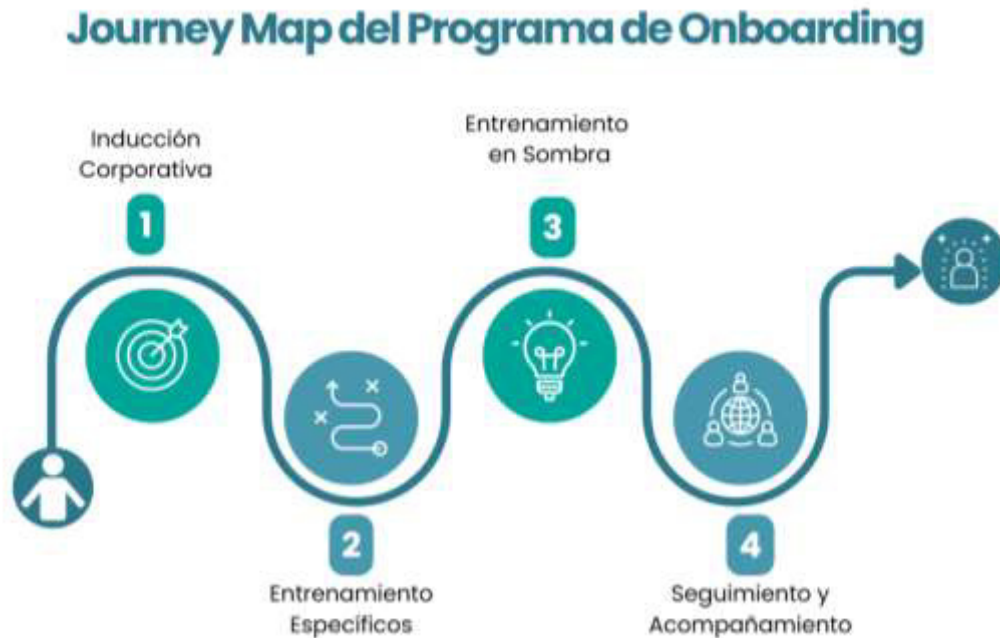 Journey Map del Programa de Onboarding
Inducción
Corporativa
1
2
Entrenamiento
Específicos
Entrenamiento
en Sombra
3
4
Seguimiento y
Acompañamiento